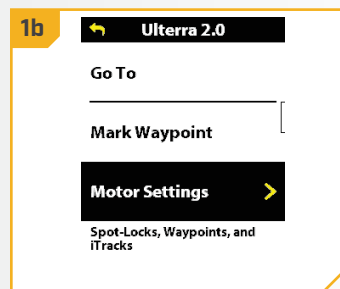 1b
Ulterra 2.0
Go To
Mark Waypoint
Motor Settings
Spot-Locks, Waypoints, and
iTracks